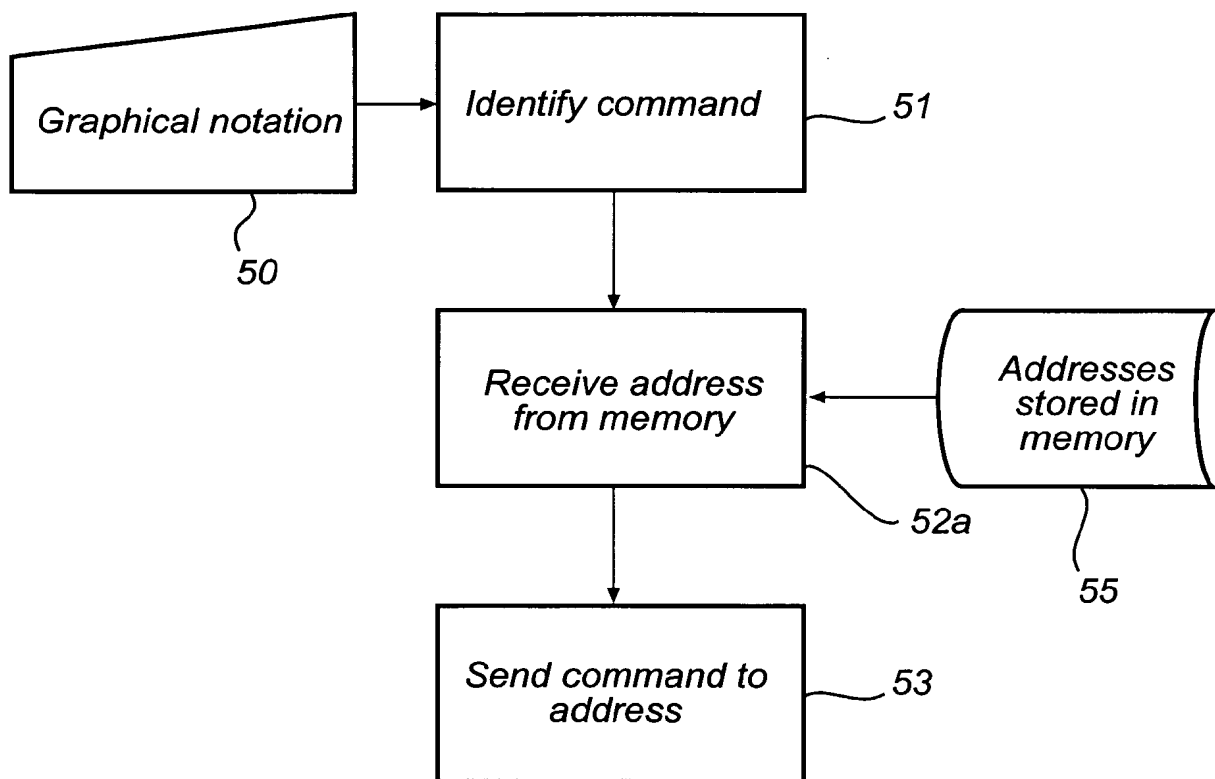 Graphical notation
50
Identify command
51
Receive address
from memory
52a
Addresses
stored in
memory
55
Send command to
address
53